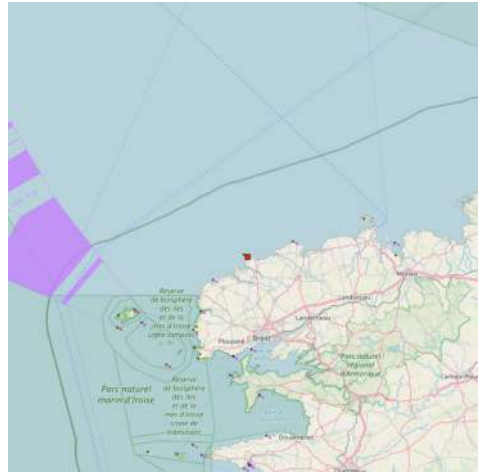 Réserve
de biosphère
des îles
et de la
mer d'Iroise
(zone tampon)
Morlaix
Landivisiau
Landerneau
Plouzané
Brest
Parc naturel
régional
d'Armorique
Parc naturel
marin d'Iroise
Réserve
de biosphère
des îles
et de la
mer d'Iroise
(zone de
transition)
Douarnenez